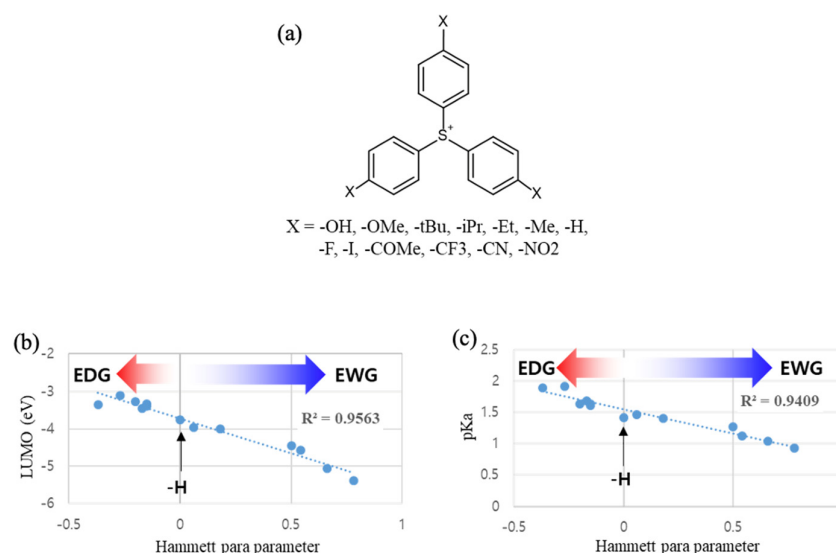 (a)
X
S+
X
X
X = -OH, -OMe, -tBu, -iPr, -Et, -Me, -H,
-F, -I, -COMe, -CF3, -CN, -NO2
(b)
-2
-3
-4
-5
-6
LUMO (eV)
EDG
EWG
R² = 0.9563
-H
-0.5
0
0.5
1
Hammett para parameter
(c)
2.5
2
1.5
1
0.5
0
pKa
EDG
EWG
R² = 0.9409
-H
-0.5
0
0.5
Hammett para parameter